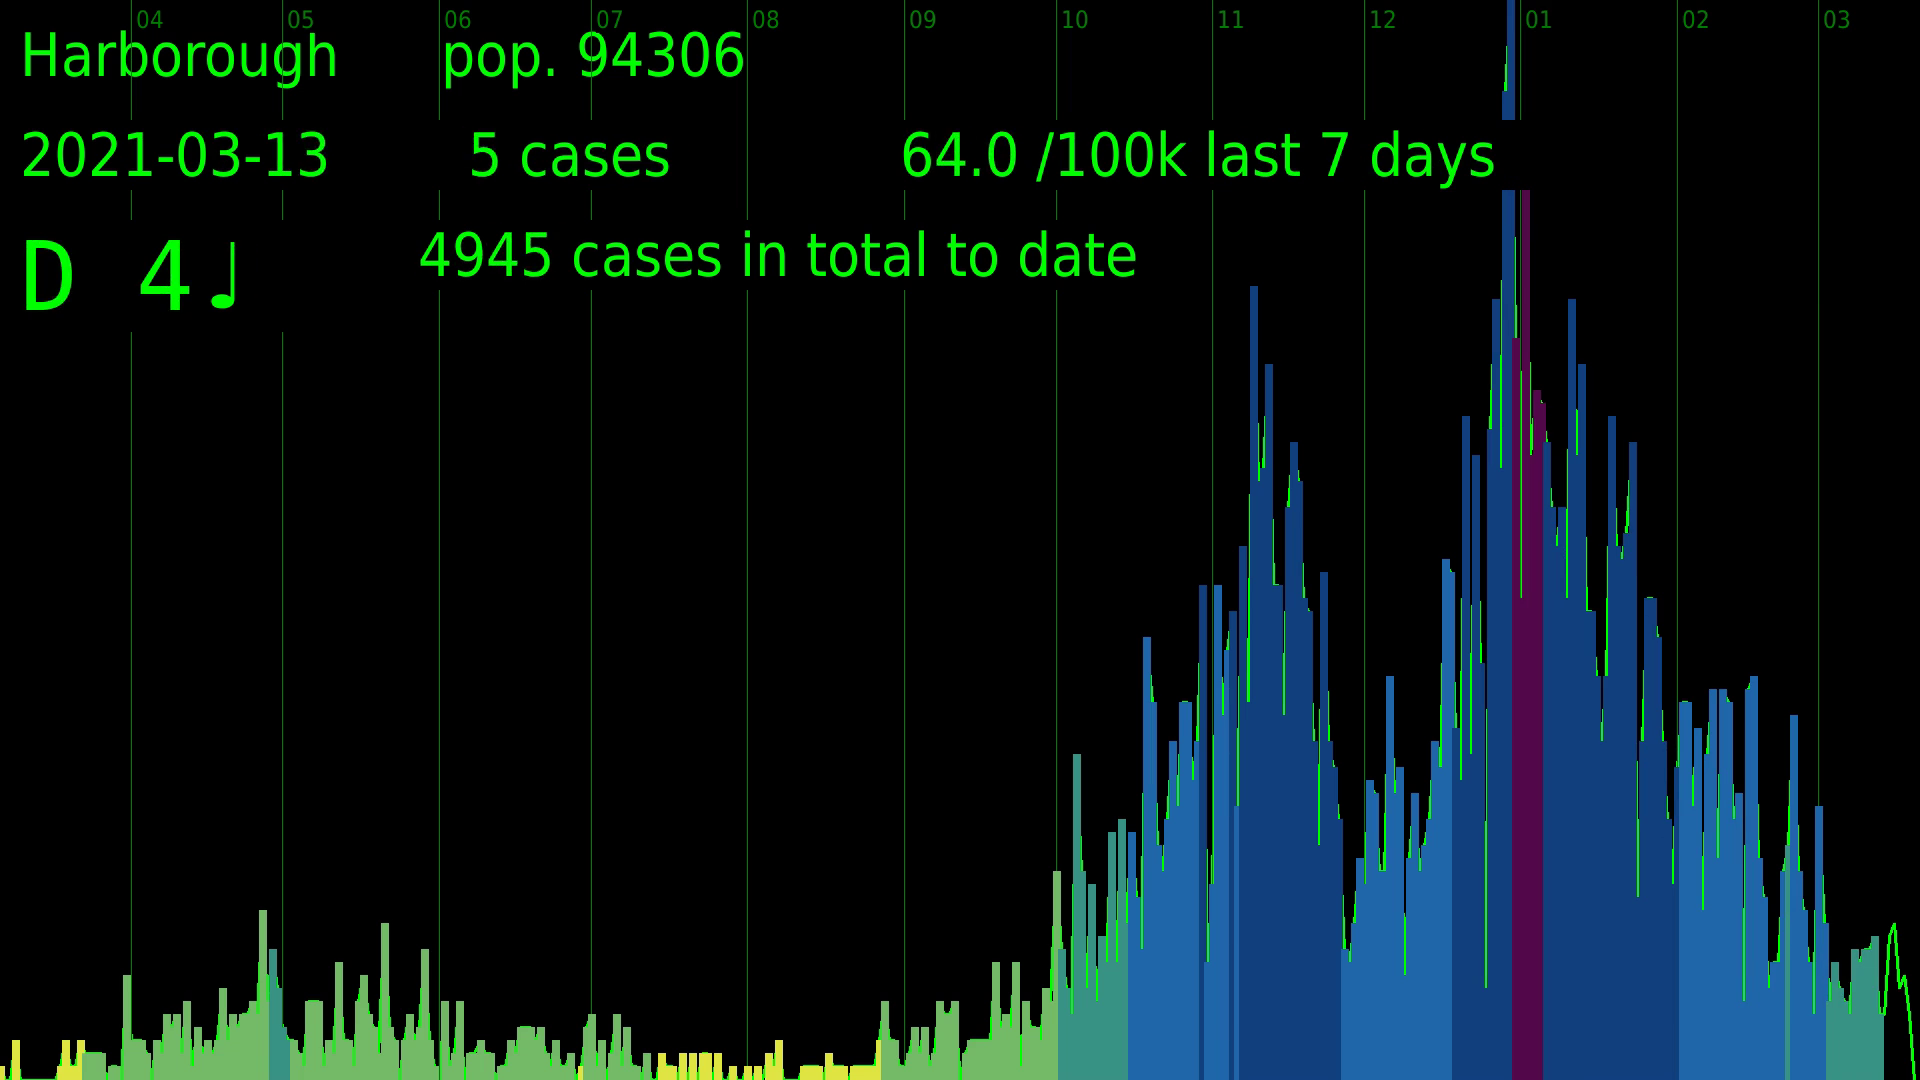 04 05 06 07 08 09 10 11 12 01 02 03
Harborough pop. 94306
2021-03-13 5 cases 64.0 /100k last 7 days
D 4♩ 4945 cases in total to date